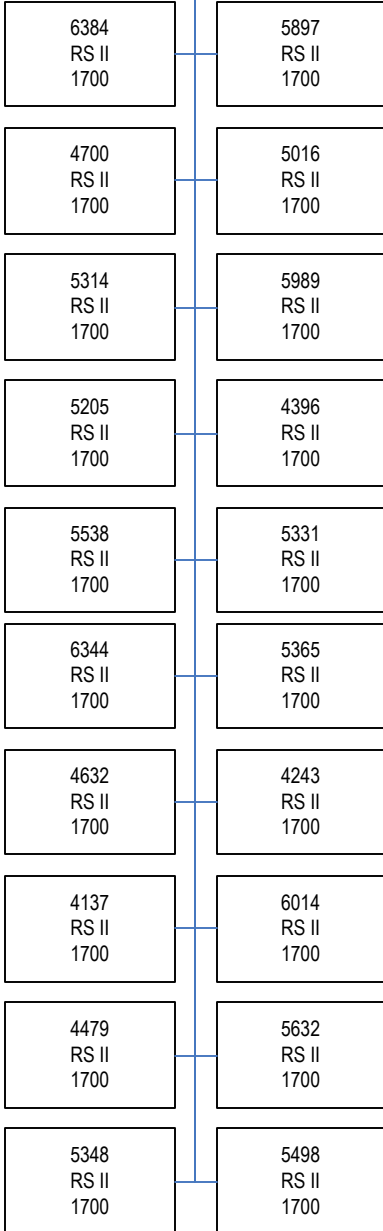 6384
RS II
1700
5897
RS II
1700
4700
RS II
1700
5016
RS II
1700
5314
RS II
1700
5989
RS II
1700
5205
RS II
1700
4396
RS II
1700
5538
RS II
1700
5331
RS II
1700
6344
RS II
1700
5365
RS II
1700
4632
RS II
1700
4243
RS II
1700
4137
RS II
1700
6014
RS II
1700
4479
RS II
1700
5632
RS II
1700
5348
RS II
1700
5498
RS II
1700